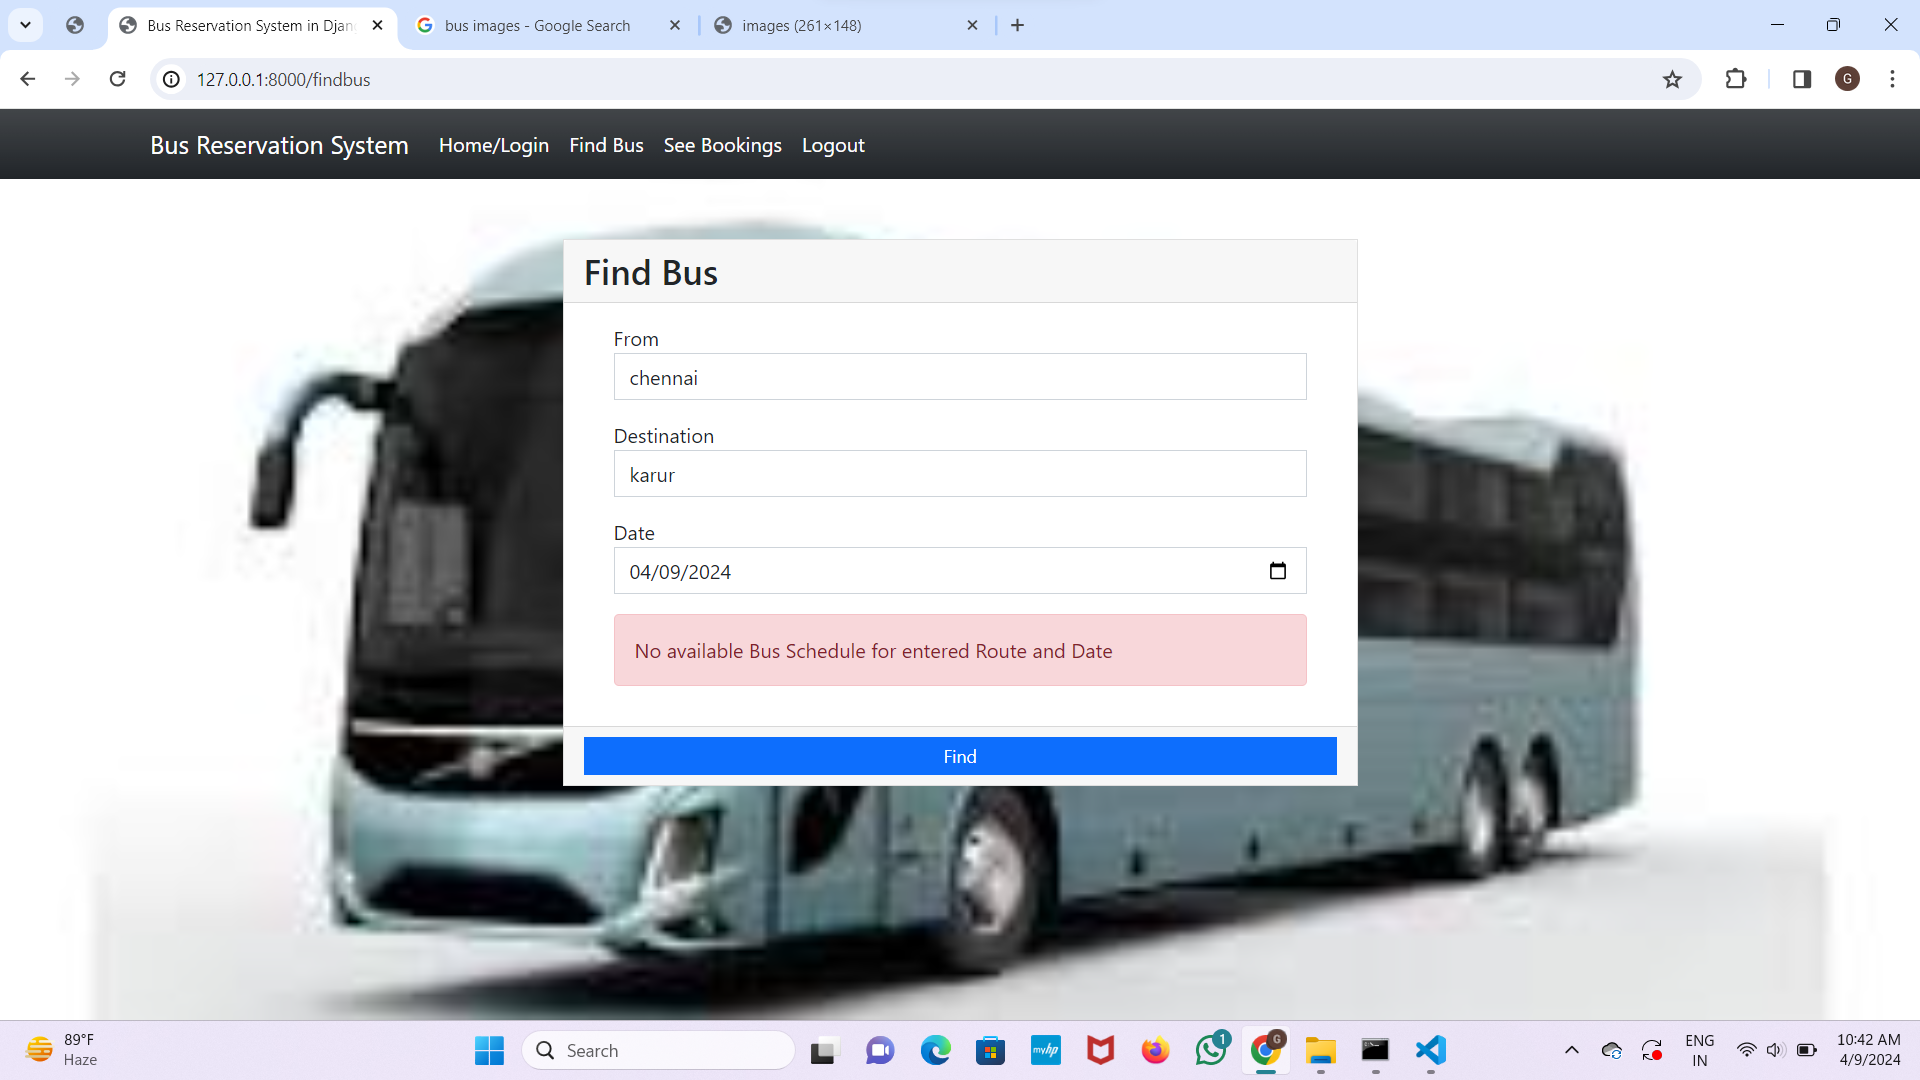 Bus Reservation System in Djan
bus images - Google Search
images (261×148)
127.0.0.1:8000/findbus
G
Bus Reservation System
Home/Login
Find Bus
See Bookings
Logout
Find Bus
From
chennai
Destination
karur
Date
04/09/2024
No available Bus Schedule for entered Route and Date
Find
89°F
Haze
Search
myhp
1
G
ENG
IN
10:42 AM
4/9/2024